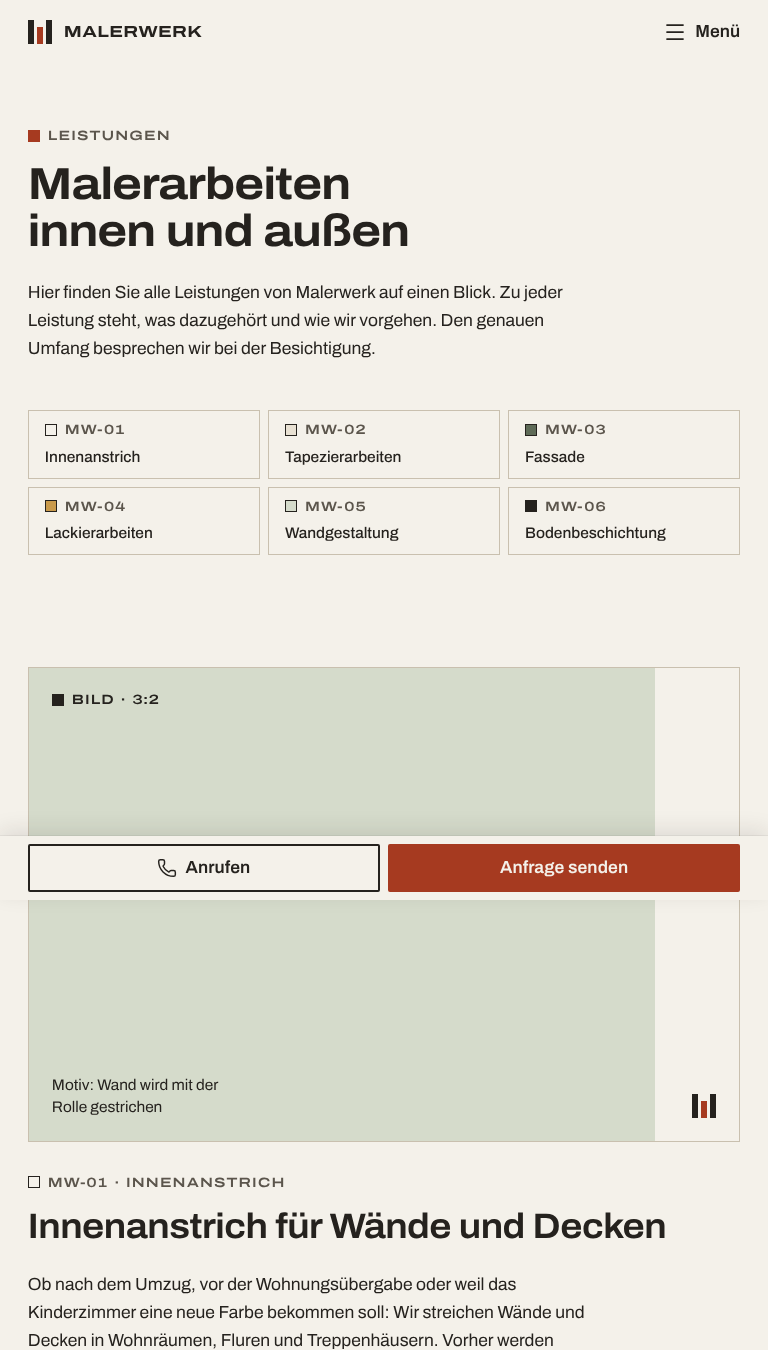 MALERWERK
Menü
LEISTUNGEN
Malerarbeiten
innen und außen
Hier finden Sie alle Leistungen von Malerwerk auf einen Blick. Zu jeder
Leistung steht, was dazugehört und wie wir vorgehen. Den genauen
Umfang besprechen wir bei der Besichtigung.
MW-01
Innenanstrich
MW-02
Tapezierarbeiten
MW-03
Fassade
MW-04
Lackierarbeiten
MW-05
Wandgestaltung
MW-06
Bodenbeschichtung
BILD · 3:2
Anrufen
Anfrage senden
Motiv: Wand wird mit der
Rolle gestrichen
MW-01 · INNENANSTRICH
Innenanstrich für Wände und Decken
Ob nach dem Umzug, vor der Wohnungsübergabe oder weil das
Kinderzimmer eine neue Farbe bekommen soll: Wir streichen Wände und
Decken in Wohnräumen, Fluren und Treppenhäusern. Vorher werden